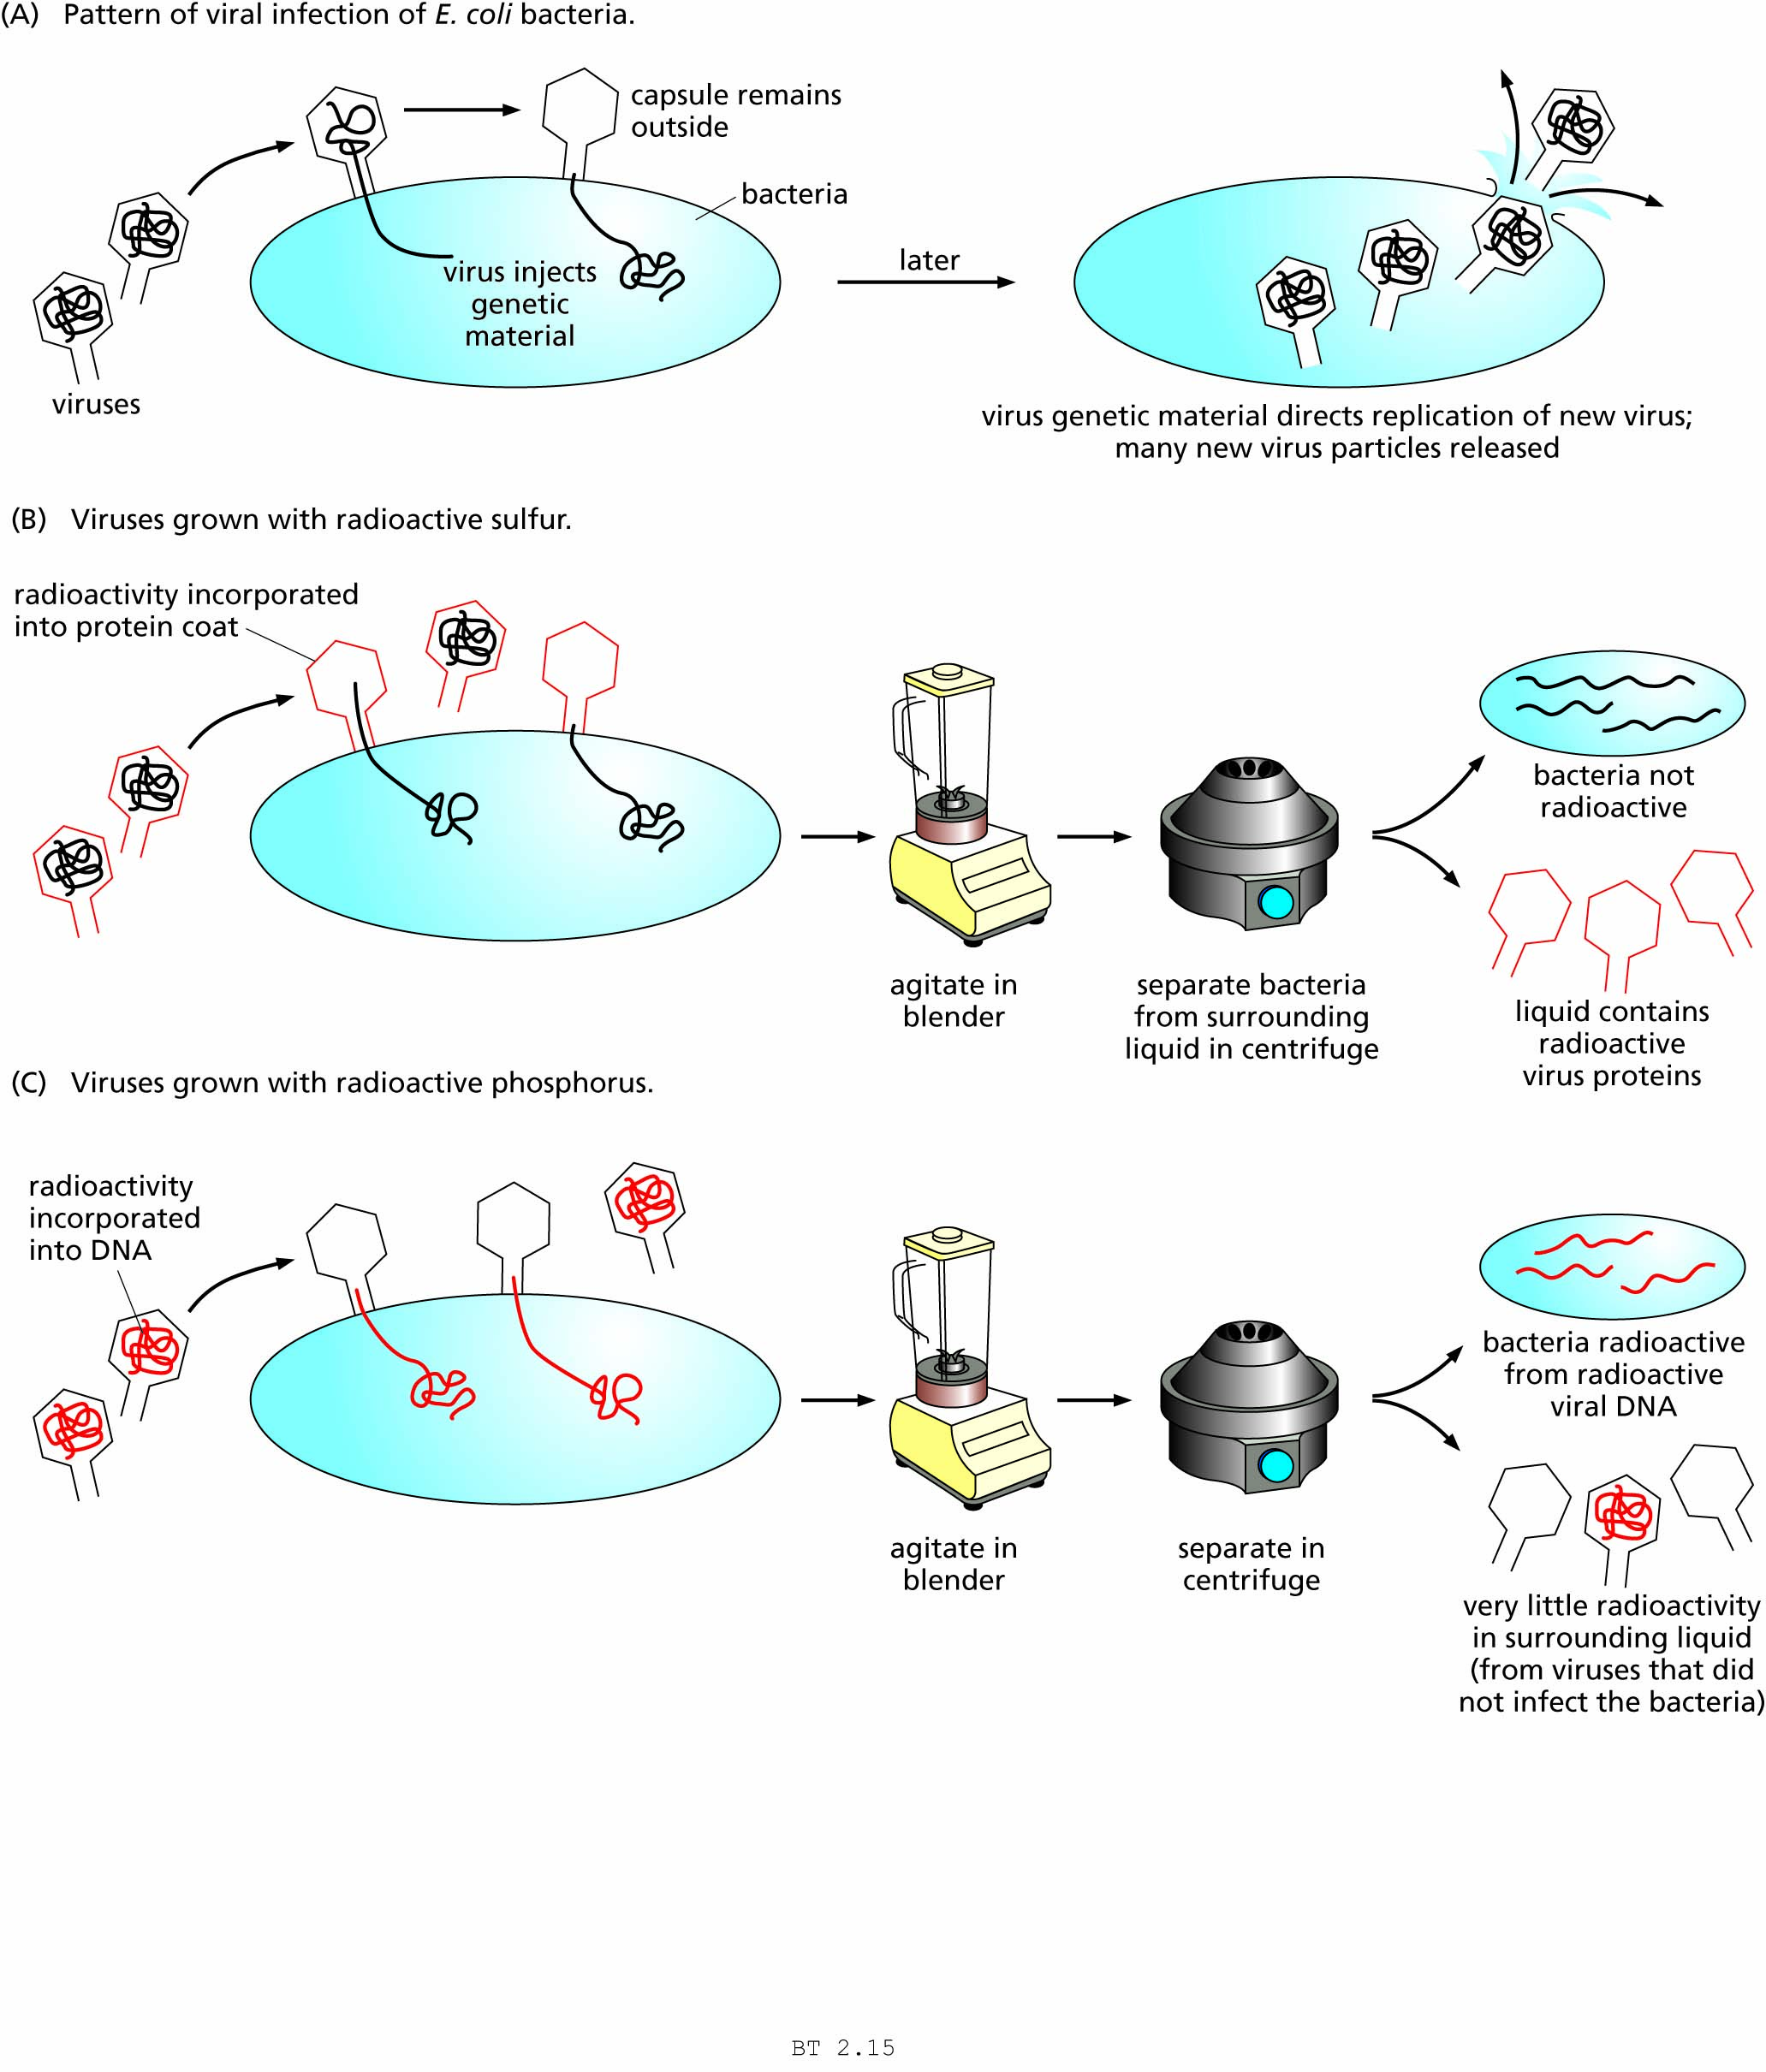 (A) Pattern of viral infection of E. coli bacteria.
capsule remains
outside
bacteria
virus injects
genetic
material
viruses
later
virus genetic material directs replication of new virus;
many new virus particles released
(B) Viruses grown with radioactive sulfur.
radioactivity incorporated
into protein coat
agitate in
blender
separate bacteria
from surrounding
liquid in centrifuge
bacteria not
radioactive
liquid contains
radioactive
virus proteins
(C) Viruses grown with radioactive phosphorus.
radioactivity
incorporated
into DNA
agitate in
blender
separate in
centrifuge
bacteria radioactive
from radioactive
viral DNA
very little radioactivity
in surrounding liquid
(from viruses that did
not infect the bacteria)
BT 2.15